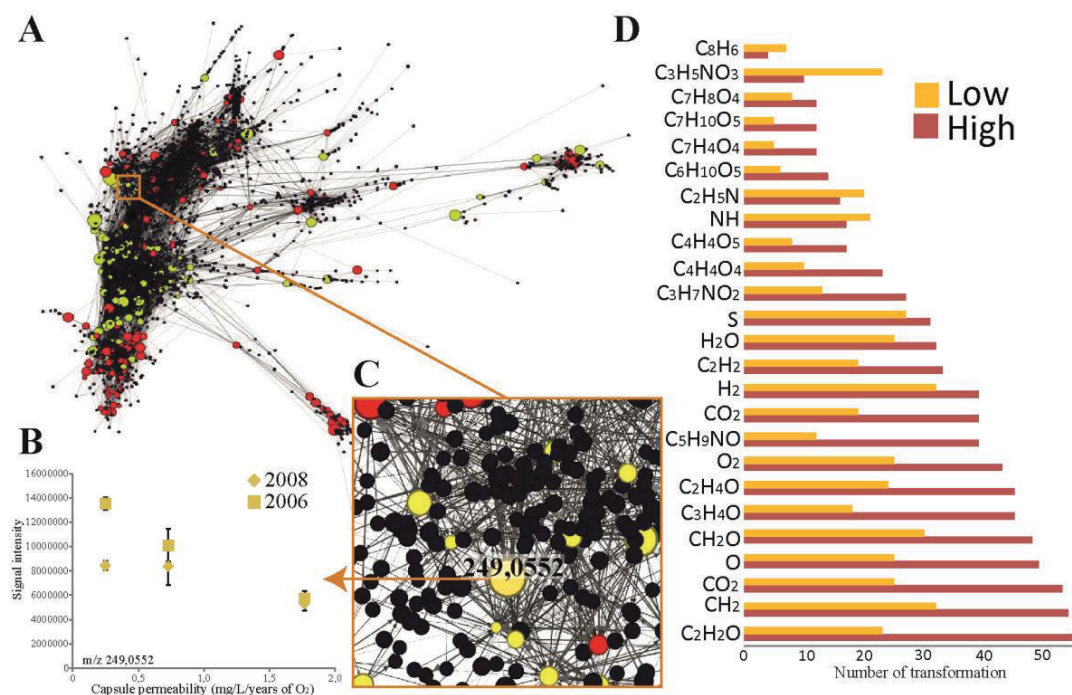 A
B
16000000
14000000
12000000
10000000
8000000
6000000
4000000
2000000
0
Signal intensity
2008
2006
m/z 249,0552
0
0,5
1,0
1,5
2,0
Capsule permeability (mg/L/years of O₂)
C
249,0552
D
Low
High
C₈H₆
C₃H₅NO₃
C₇H₈O₄
C₇H₁₀O₅
C₇H₄O₄
C₆H₁₀O₅
C₂H₅N
NH
C₄H₄O₅
C₄H₄O₄
C₃H₇NO₂
S
H₂O
C₂H₂
H₂
CO₂
C₅H₉NO
O₂
C₂H₄O
C₃H₄O
CH₂O
O
CO₂
CH₂
C₂H₂O
0 10 20 30 40 50
Number of transformation